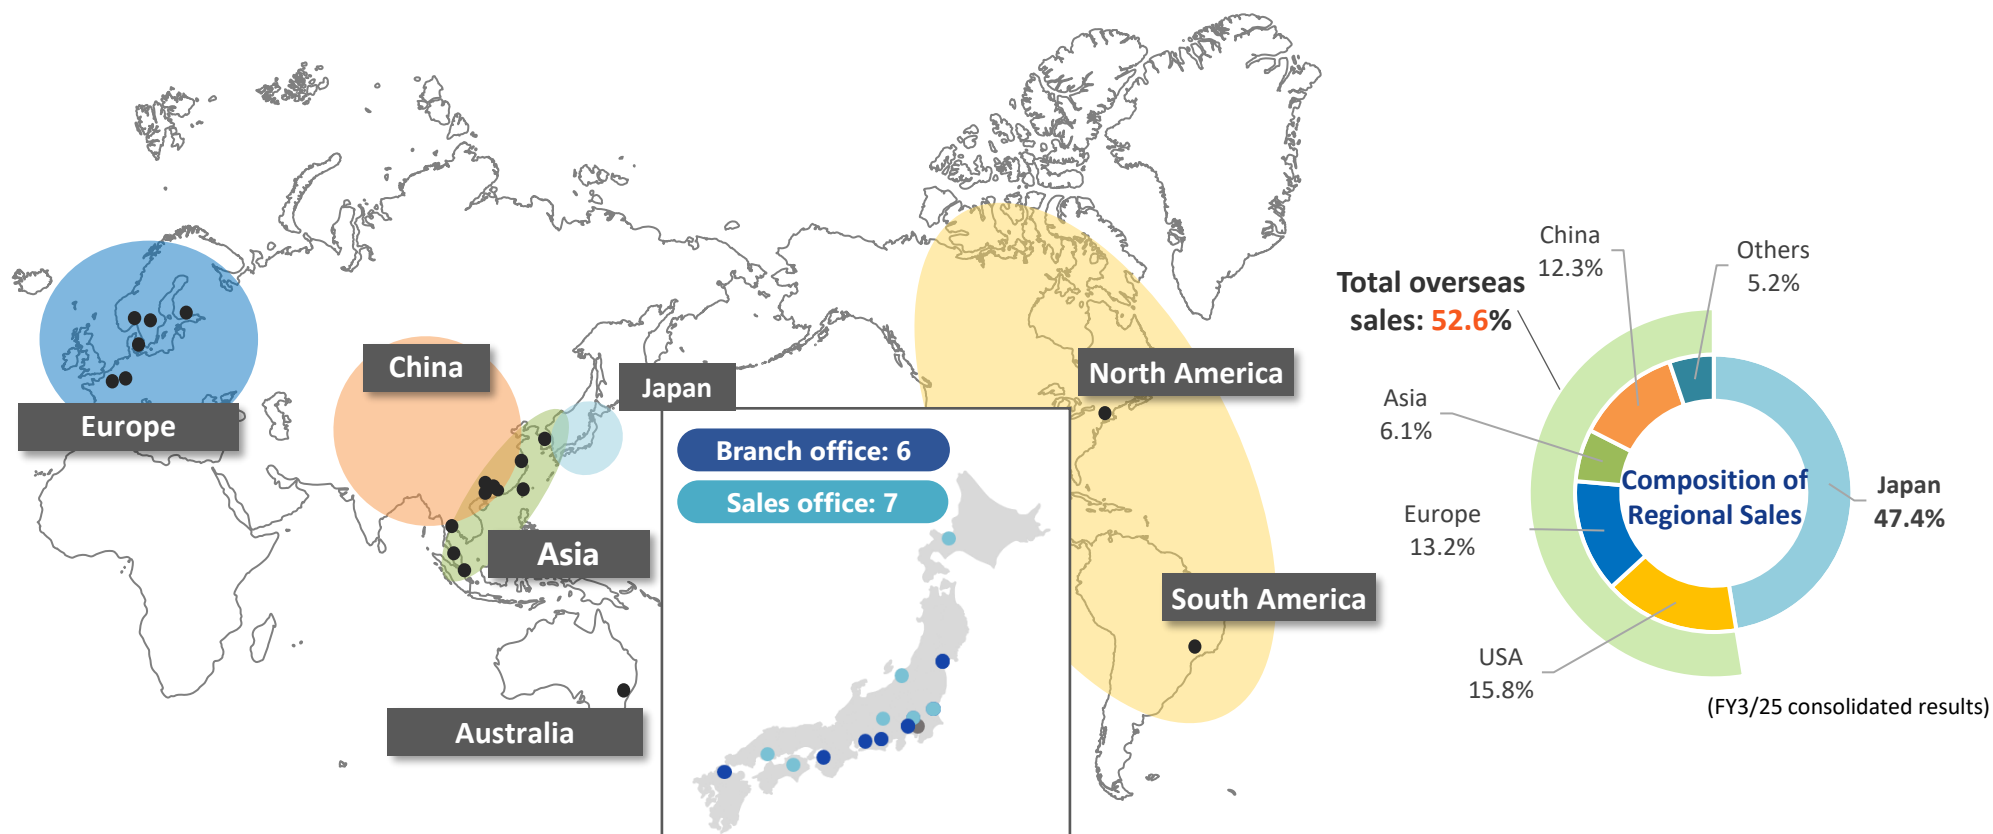 Europe
China
Japan
Asia
Australia
North America
South America
Branch office: 6
Sales office: 7
Total overseas
sales: 52.6%
China
12.3%
Others
5.2%
Asia
6.1%
Europe
13.2%
USA
15.8%
Japan
47.4%
Composition of
Regional Sales
(FY3/25 consolidated results)